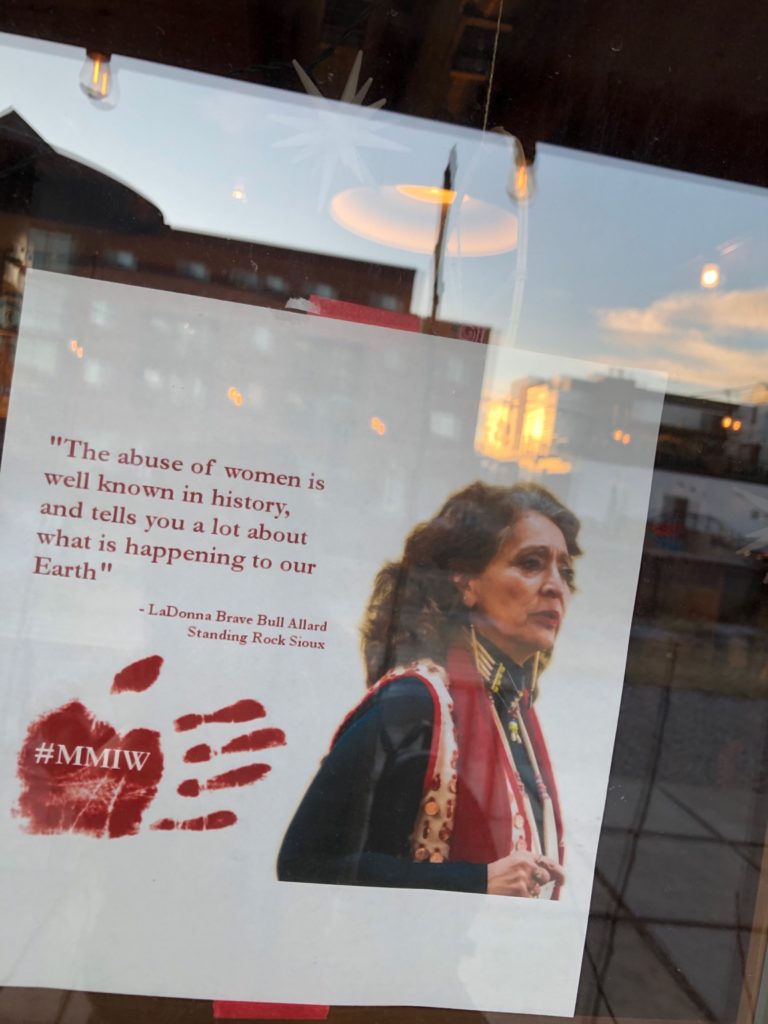 "The abuse of women is
well known in history,
and tells you a lot about
what is happening to our
Earth"
- LaDonna Brave Bull Allard
Standing Rock Sioux
#MMIW